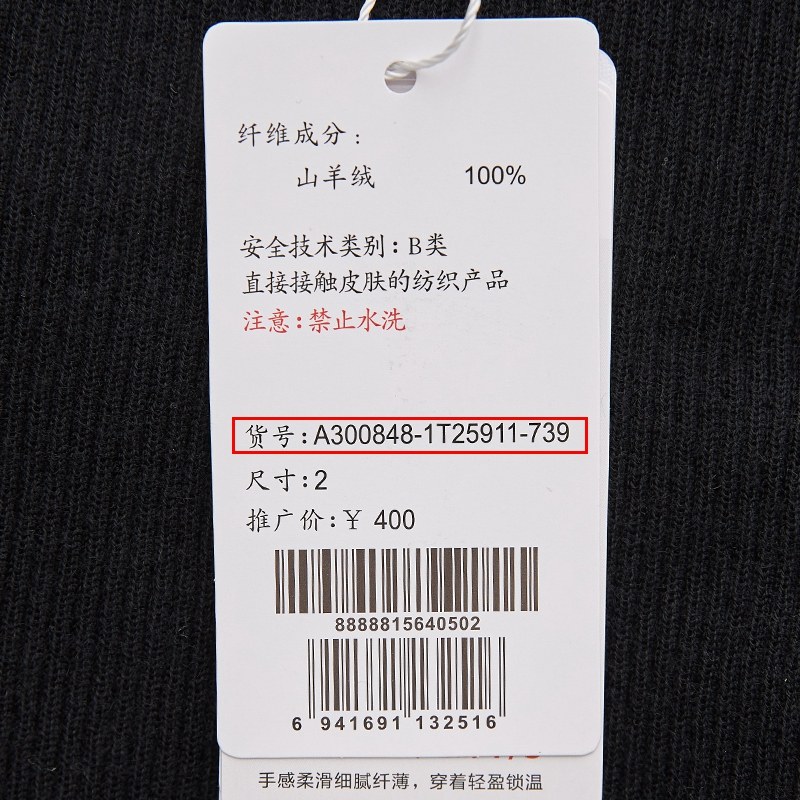 纤维成分：
山羊绒 100%
安全技术类别：B类
直接接触皮肤的纺织产品
注意：禁止水洗
货号：A300848-1T25911-739
尺寸：2
推广价：￥ 400
8888815640502
6 941691 132516
手感柔滑细腻纤薄，穿着轻盈锁温